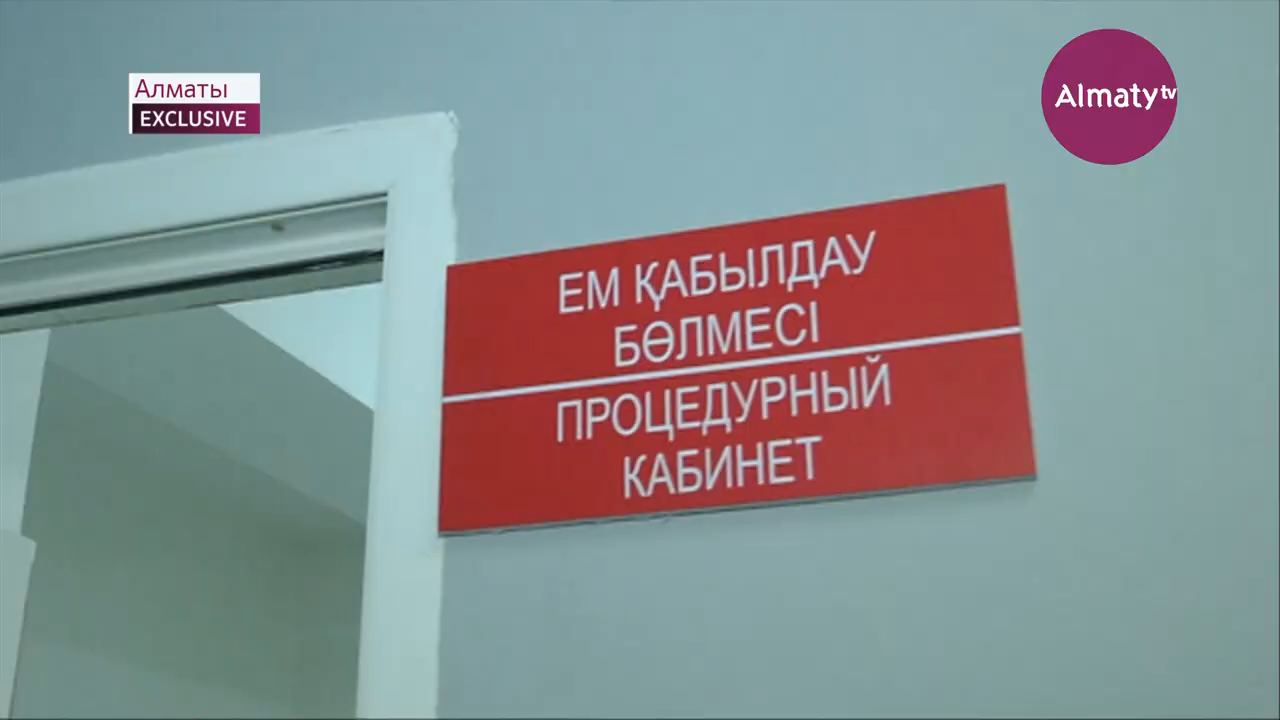 Алматы
EXCLUSIVE
Almaty tv
ЕМ ҚАБЫЛДАУ
БӨЛМЕСІ
ПРОЦЕДУРНЫЙ
КАБИНЕТ